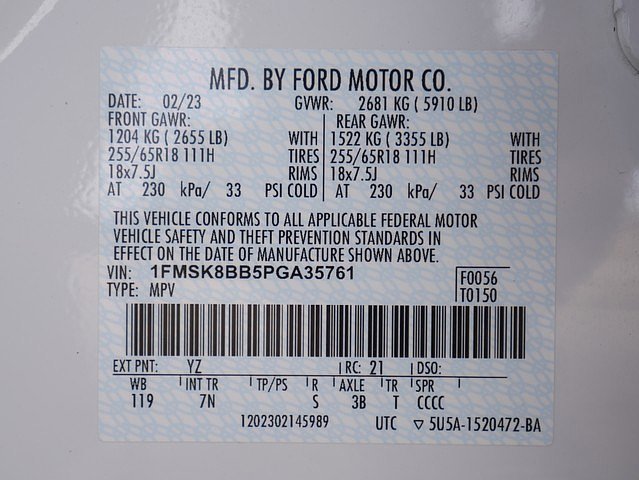 MFD. BY FORD MOTOR CO.
DATE: 02/23 GVWR: 2681 KG ( 5910 LB)
FRONT GAWR: REAR GAWR:
1204 KG ( 2655 LB) WITH 1522 KG ( 3355 LB) WITH
255/65R18 111H TIRES 255/65R18 111H TIRES
18x7.5J RIMS 18x7.5J RIMS
AT 230 kPa/ 33 PSI COLD AT 230 kPa/ 33 PSI COLD
THIS VEHICLE CONFORMS TO ALL APPLICABLE FEDERAL MOTOR
VEHICLE SAFETY AND THEFT PREVENTION STANDARDS IN
EFFECT ON THE DATE OF MANUFACTURE SHOWN ABOVE.
VIN: 1FMSK8BB5PGA35761 F0056
TYPE: MPV T0150
EXT PNT: YZ RC: 21 DSO:
WB INT TR TP/PS R AXLE TR SPR
119 7N S 3B T CCCC
1202302145989 UTC ▽ 5U5A-1520472-BA